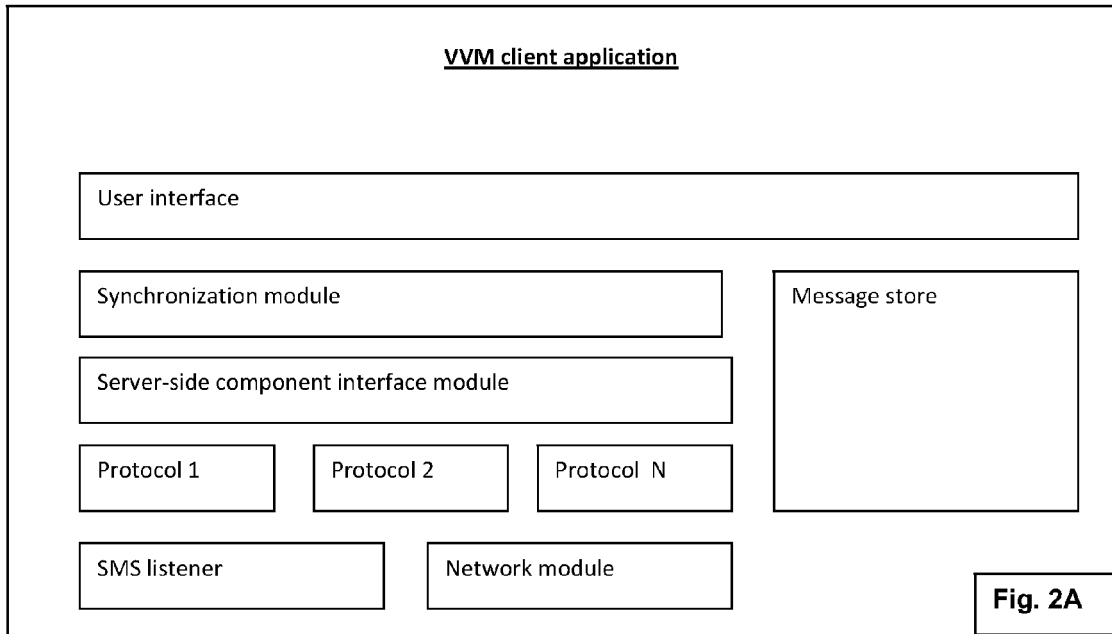 VVM client application
User interface
Synchronization module
Message store
Server-side component interface module
Protocol 1
Protocol 2
Protocol N
SMS listener
Network module
Fig. 2A